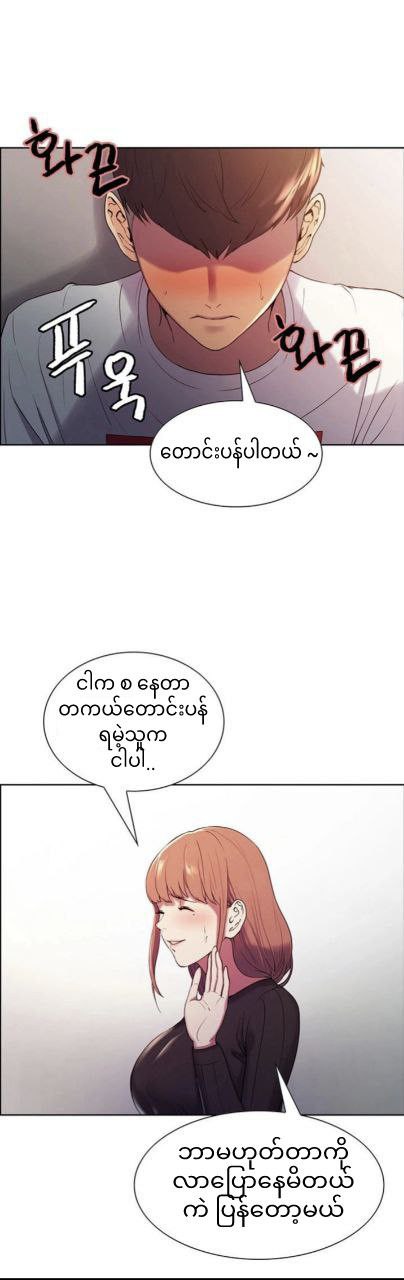 화끈
푸욱
화끈
တောင်းပန်ပါတယ် ~
ငါက စ နေတာ
တကယ်တောင်းပန်
ရမဲ့သူက
ငါပါ..
ဘာမဟုတ်တာကို
လာပြောနေမိတယ်
ကဲ ပြန်တော့မယ်